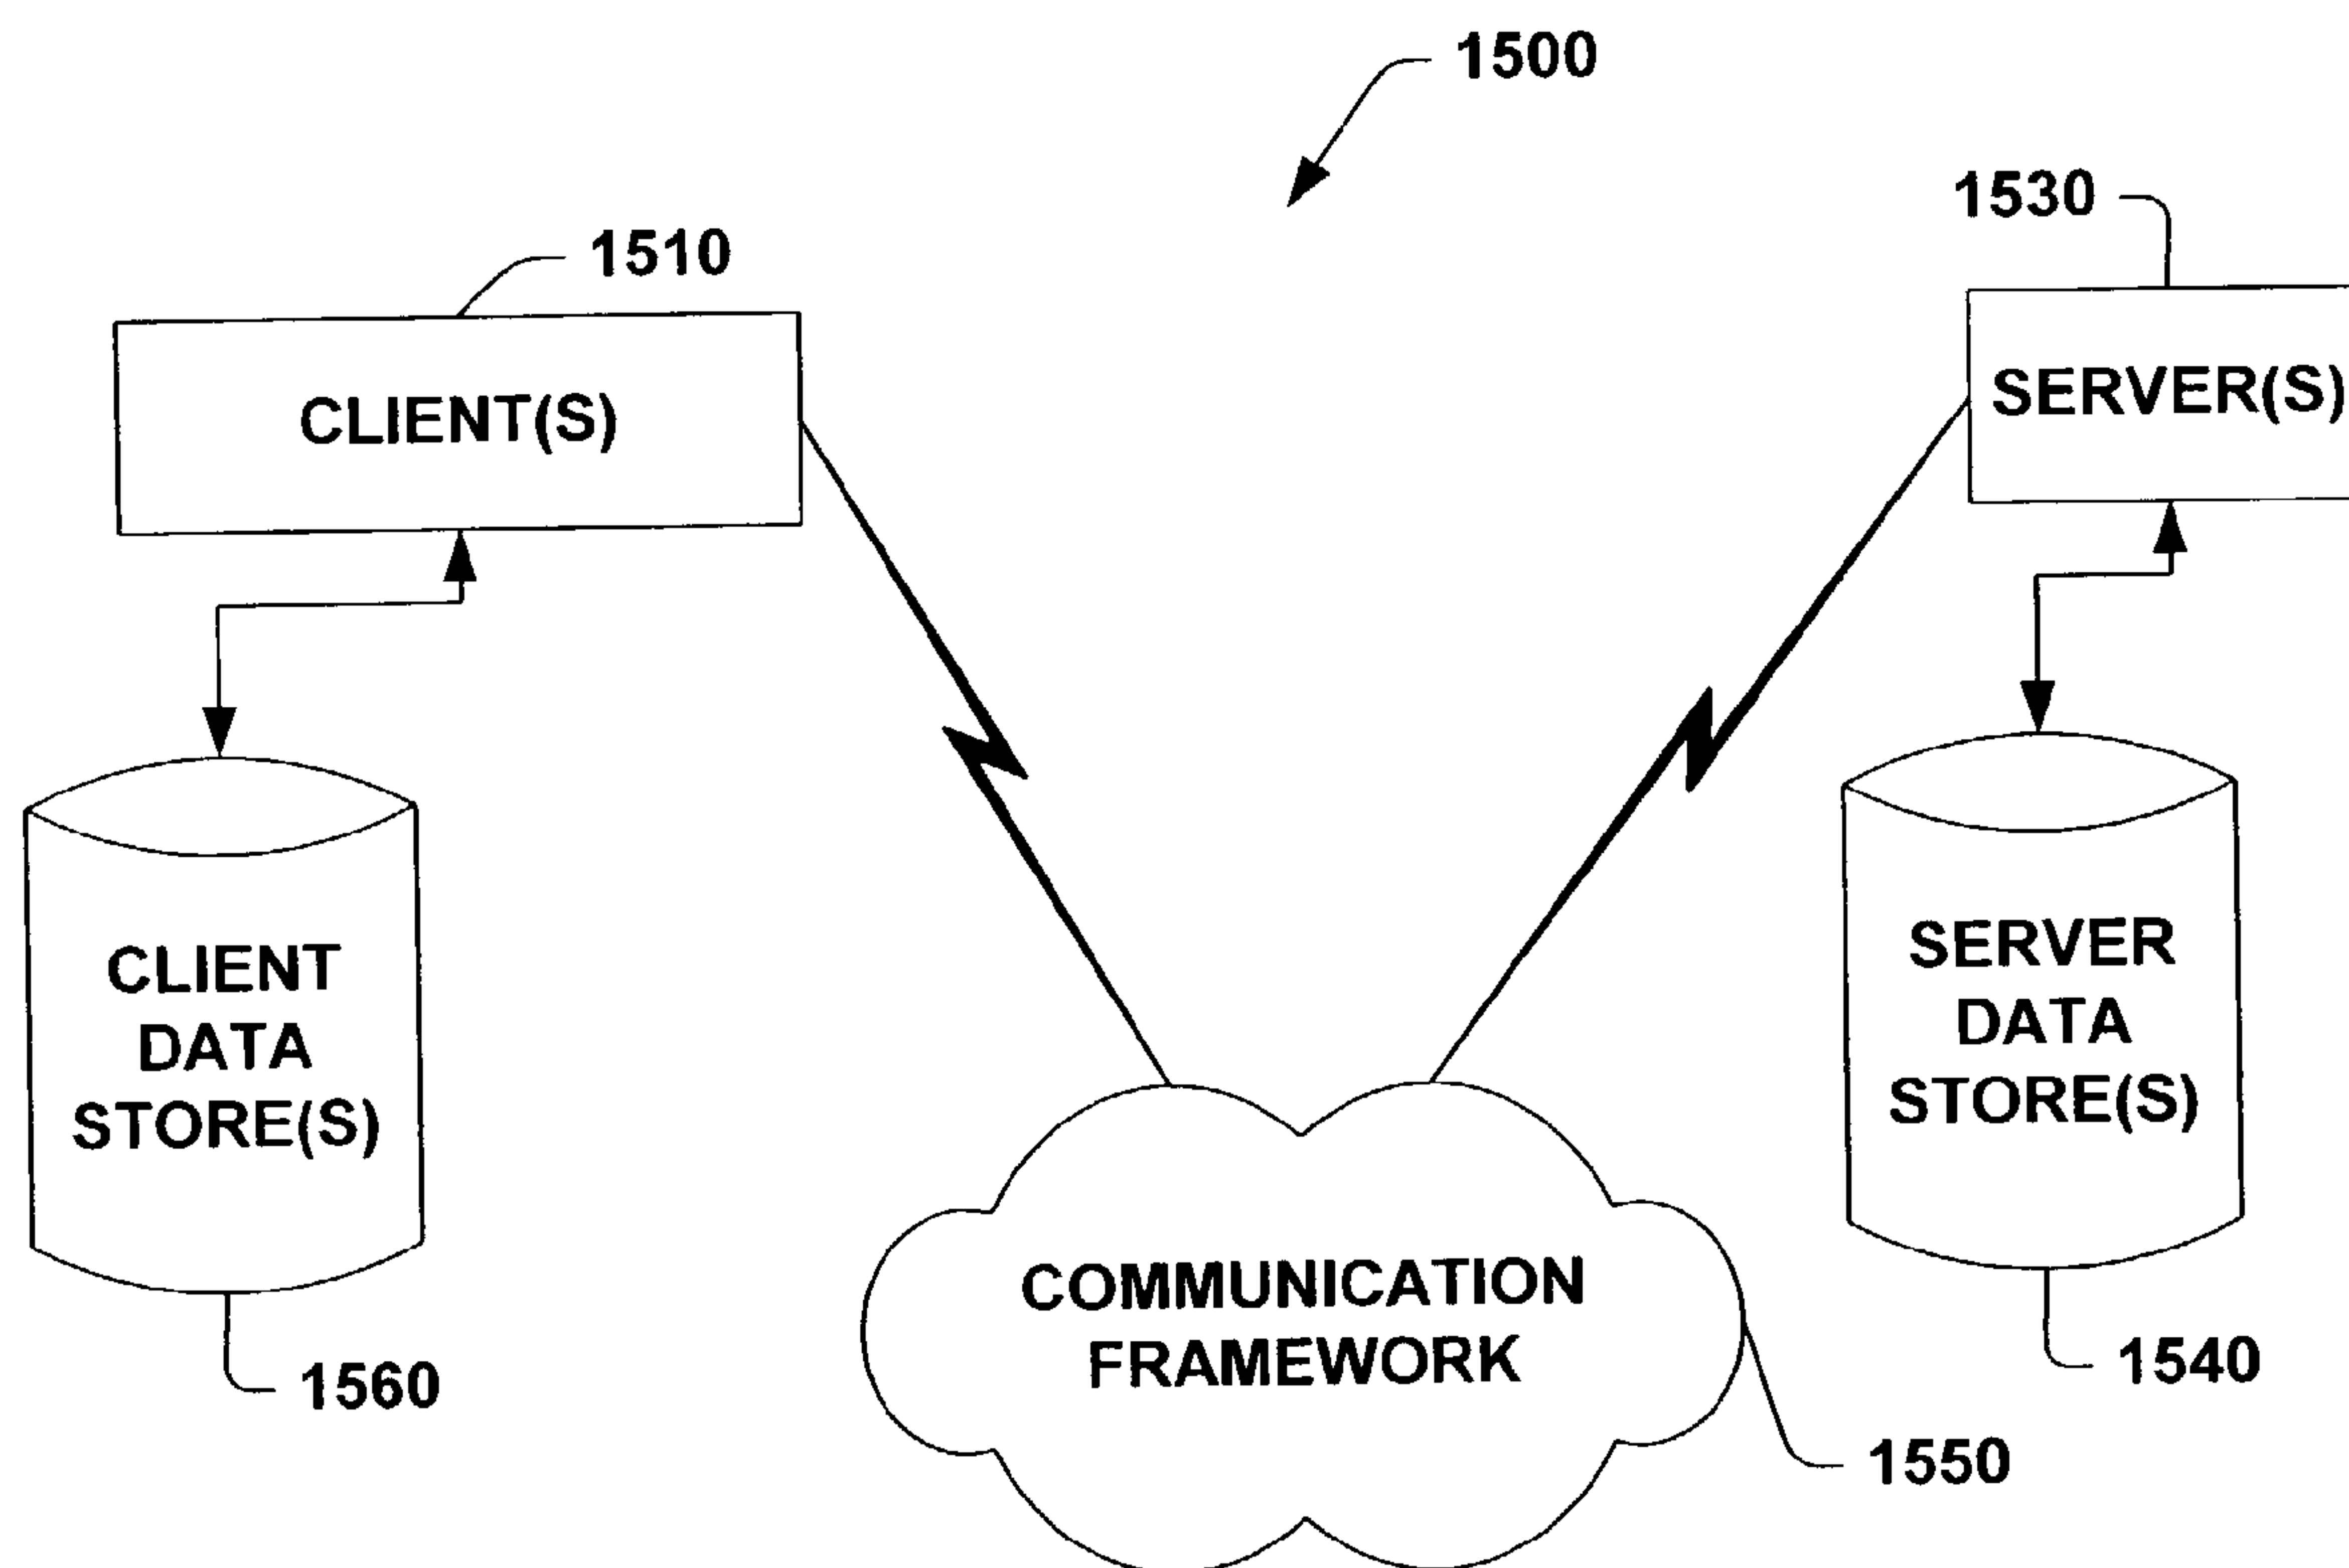 1500
1530
1510
CLIENT(S)
SERVER(S)
CLIENT
DATA
STORE(S)
SERVER
DATA
STORE(S)
COMMUNICATION
FRAMEWORK
1560
1540
1550